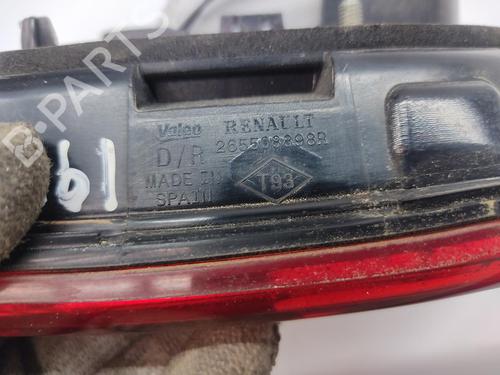 Valeo RENAULT
D/R 265508898R
MADE IN
SPAIN
T93
61
B-PARTS